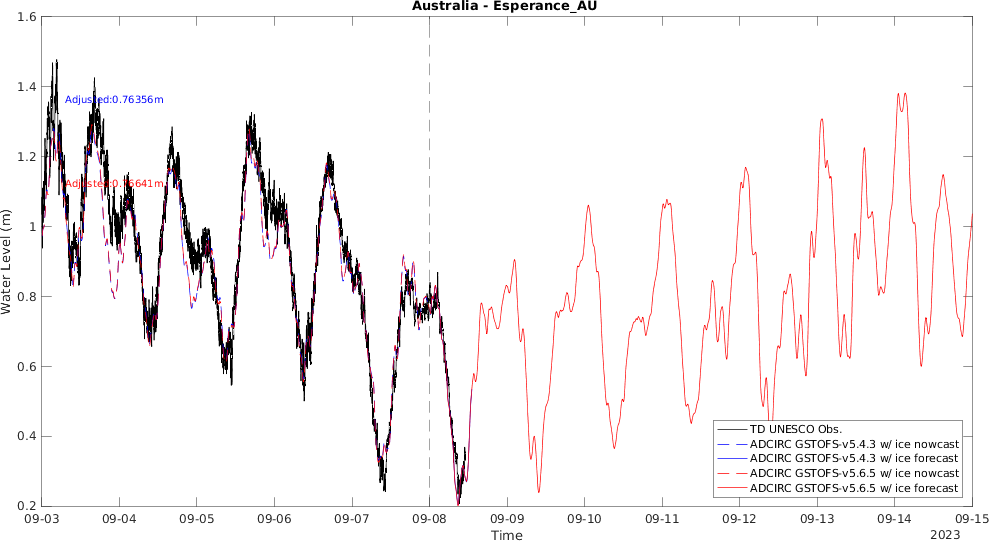 Australia - Esperance_AU
1.6
1.4
1.2
1
0.8
0.6
0.4
0.2
Water Level (m)
Adjusted:0.76356m
Adjusted:0.76641m
TD UNESCO Obs.
ADCIRC GSTOFS-v5.4.3 w/ ice nowcast
ADCIRC GSTOFS-v5.4.3 w/ ice forecast
ADCIRC GSTOFS-v5.6.5 w/ ice nowcast
ADCIRC GSTOFS-v5.6.5 w/ ice forecast
09-03 09-04 09-05 09-06 09-07 09-08 09-09 09-10 09-11 09-12 09-13 09-14 09-15
Time
2023